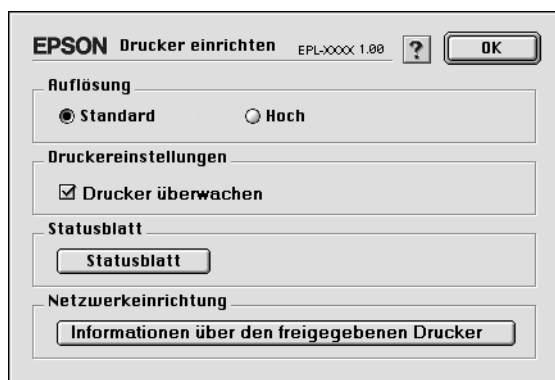 EPSON Drucker einrichten EPL-XXXX 1.00 ? OK
Auflösung
Standard Hoch
Druckereinstellungen
Drucker überwachen
Statusblatt
Statusblatt
Netzwerkeinrichtung
Informationen über den freigegebenen Drucker